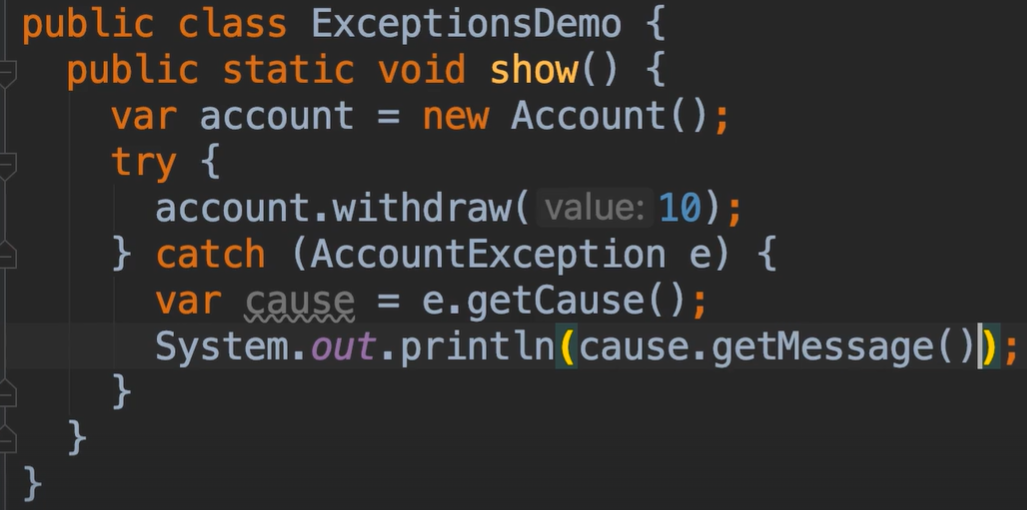 public class ExceptionsDemo {
public static void show() {
var account = new Account();
try {
account.withdraw( value: 10);
} catch (AccountException e) {
var cause = e.getCause();
System.out.println(cause.getMessage());
}
}
}